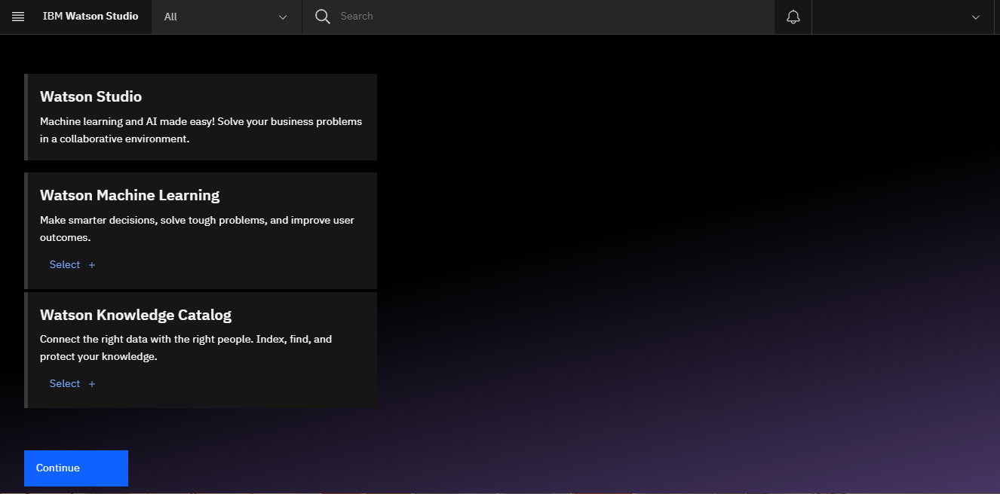 IBM Watson Studio All Search
Watson Studio
Machine learning and AI made easy! Solve your business problems
in a collaborative environment.
Watson Machine Learning
Make smarter decisions, solve tough problems, and improve user
outcomes.
Select +
Watson Knowledge Catalog
Connect the right data with the right people. Index, find, and
protect your knowledge.
Select +
Continue